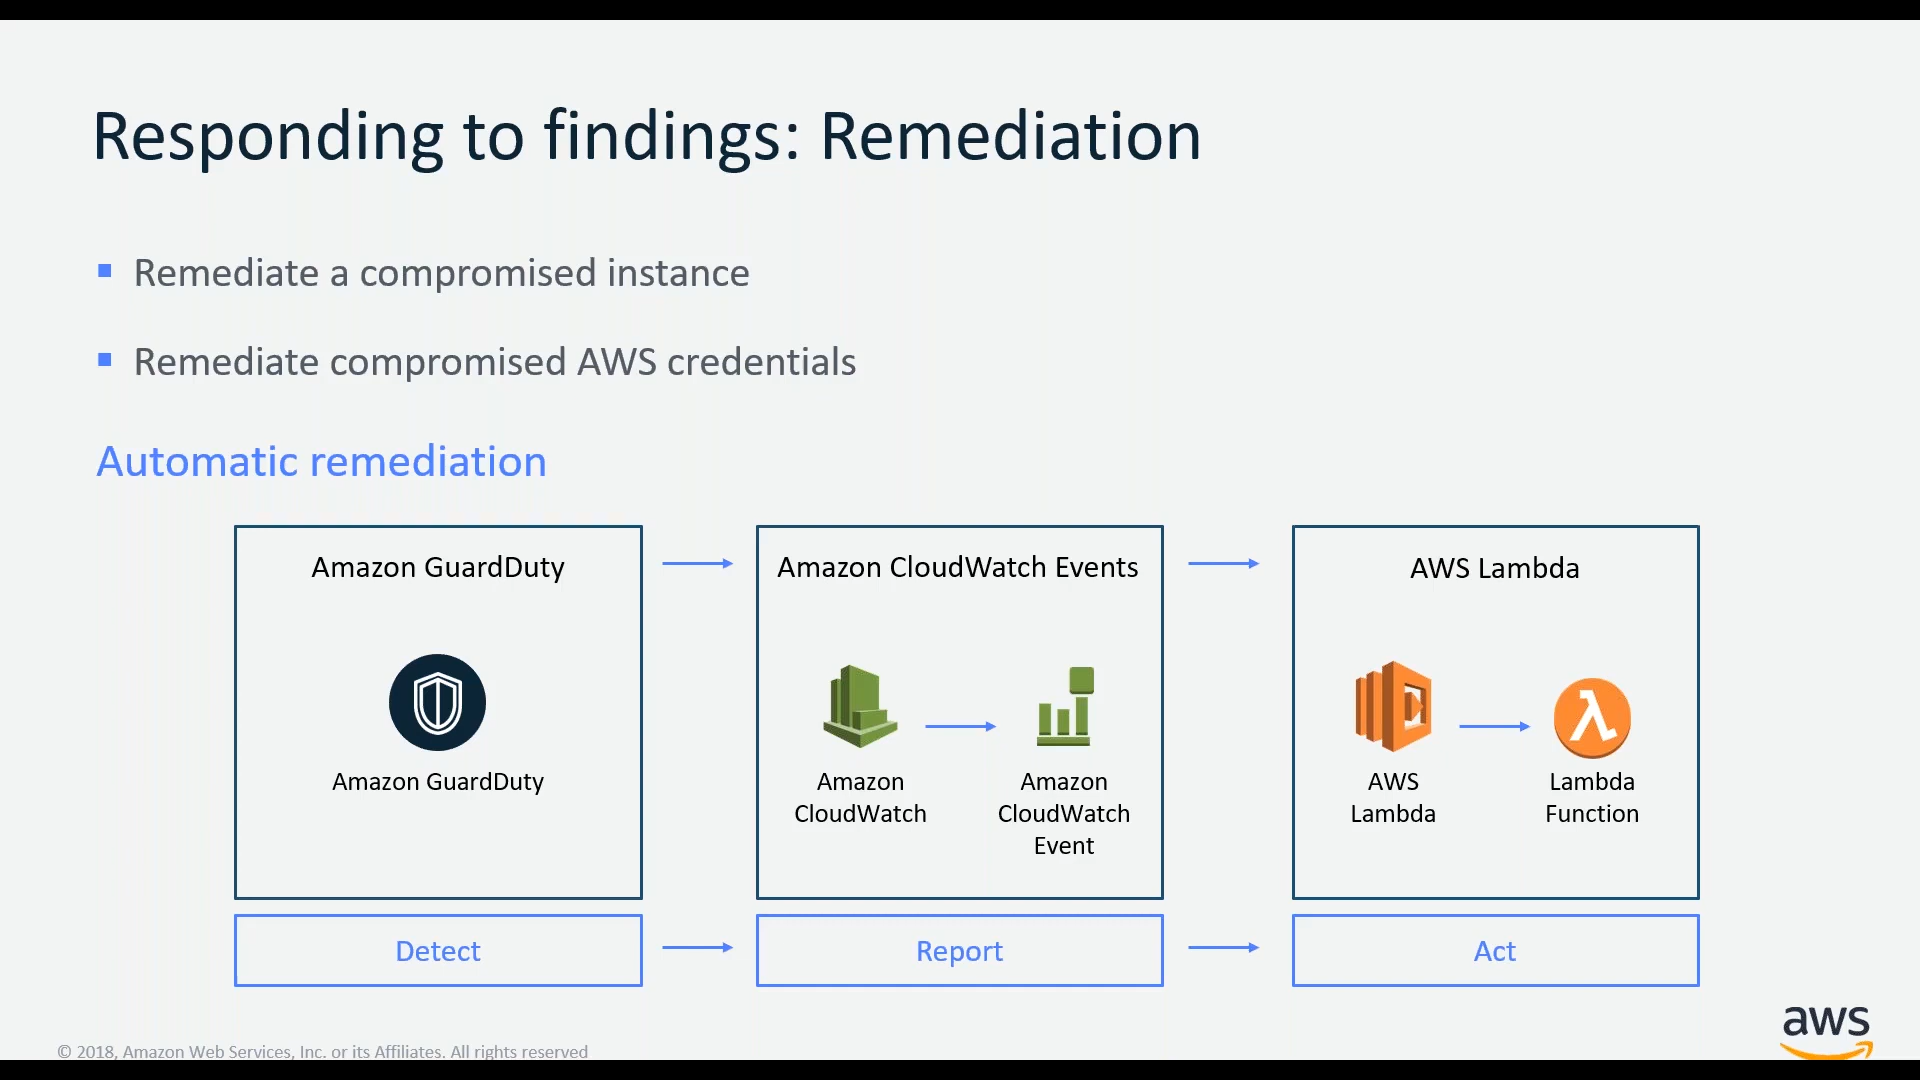 Responding to findings: Remediation
Remediate a compromised instance
Remediate compromised AWS credentials
Automatic remediation
Amazon GuardDuty
Amazon GuardDuty
Amazon CloudWatch Events
Amazon
CloudWatch
Amazon
CloudWatch
Event
AWS Lambda
AWS
Lambda
Lambda
Function
Detect
Report
Act
© 2018, Amazon Web Services, Inc. or its Affiliates. All rights reserved
aws